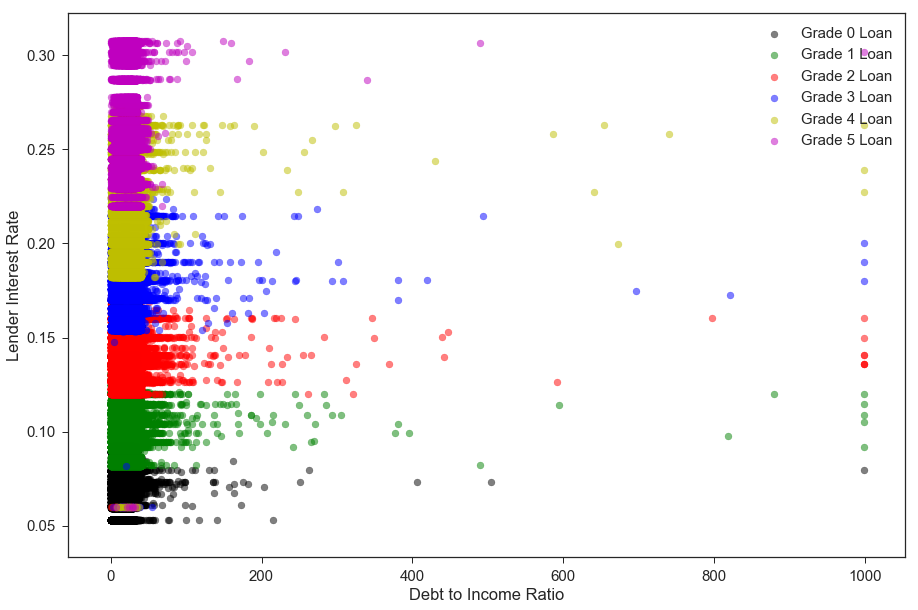 0.30
0.25
0.20
0.15
0.10
0.05
Lender Interest Rate
Grade 0 Loan
Grade 1 Loan
Grade 2 Loan
Grade 3 Loan
Grade 4 Loan
Grade 5 Loan
0 200 400 600 800 1000
Debt to Income Ratio